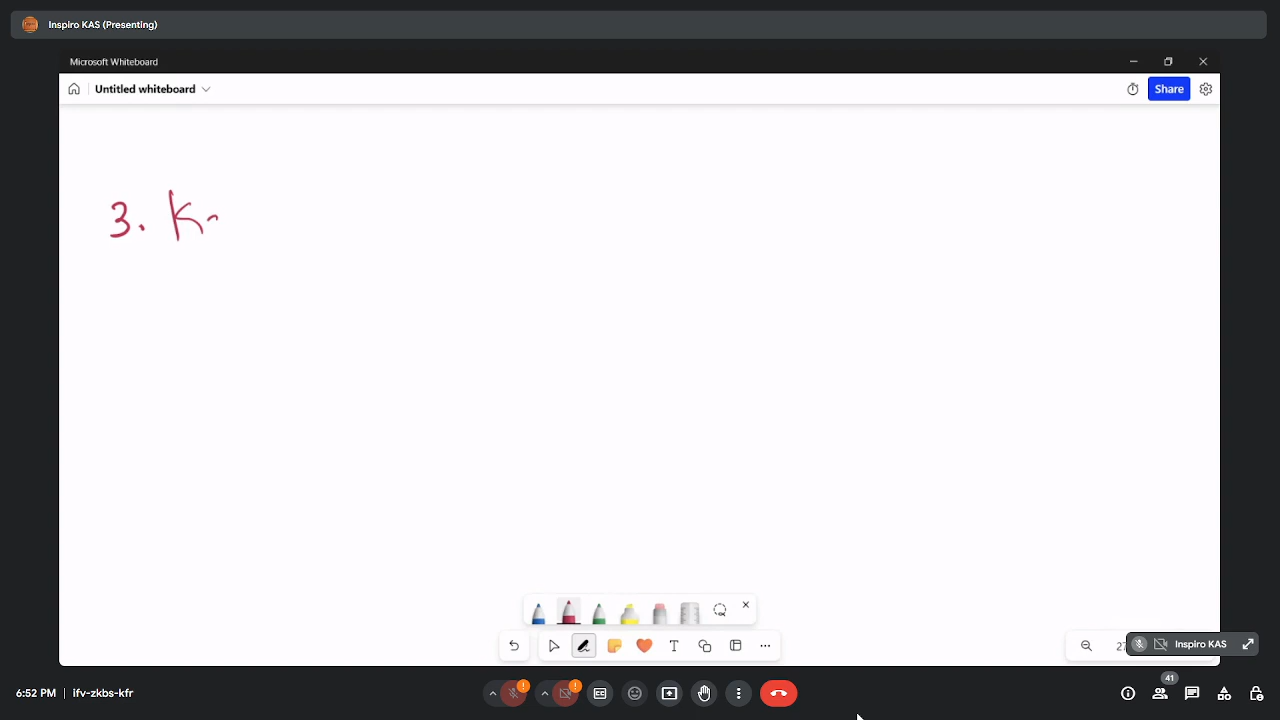 Inspiro KAS (Presenting)
Microsoft Whiteboard
Untitled whiteboard
Share
3. K
T
Inspiro KAS
41
6:52 PM | ifv-zkbs-kfr